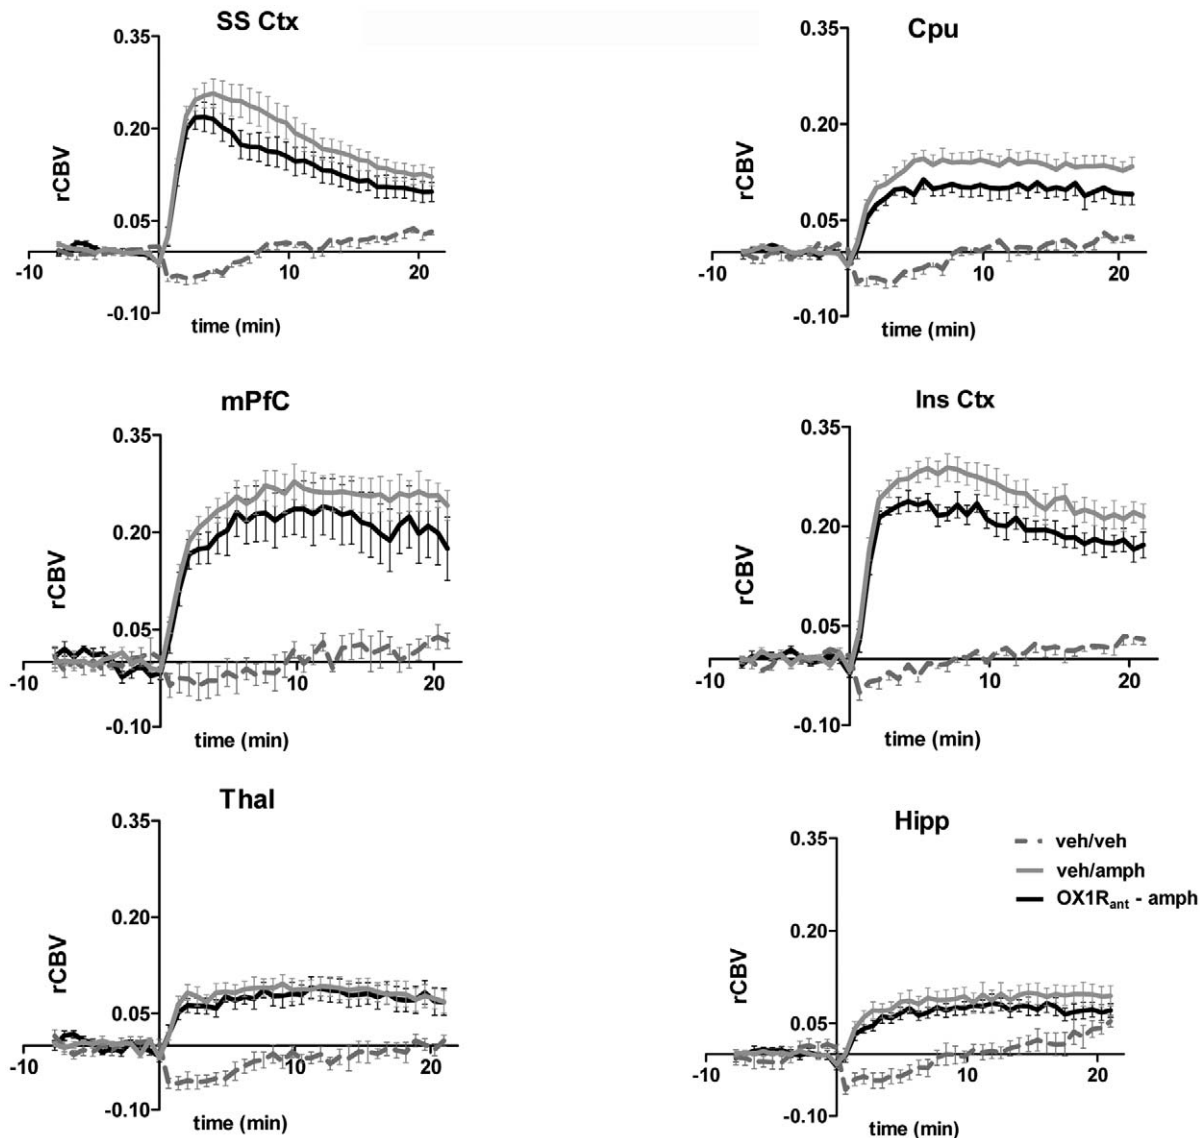 SS Ctx
0.35
0.20
0.05
-0.10
rCBV
-10
10
20
time (min)
Cpu
0.35
0.20
0.05
-0.10
rCBV
-10
10
20
time (min)
mPfC
0.35
0.20
0.05
-0.10
rCBV
-10
10
20
time (min)
Ins Ctx
0.35
0.20
0.05
-0.10
rCBV
-10
10
20
time (min)
Thal
0.35
0.20
0.05
-0.10
rCBV
-10
10
20
time (min)
Hipp
0.35
0.20
0.05
-0.10
rCBV
-10
10
20
time (min)
veh/veh
veh/amph
OX1Rant - amph